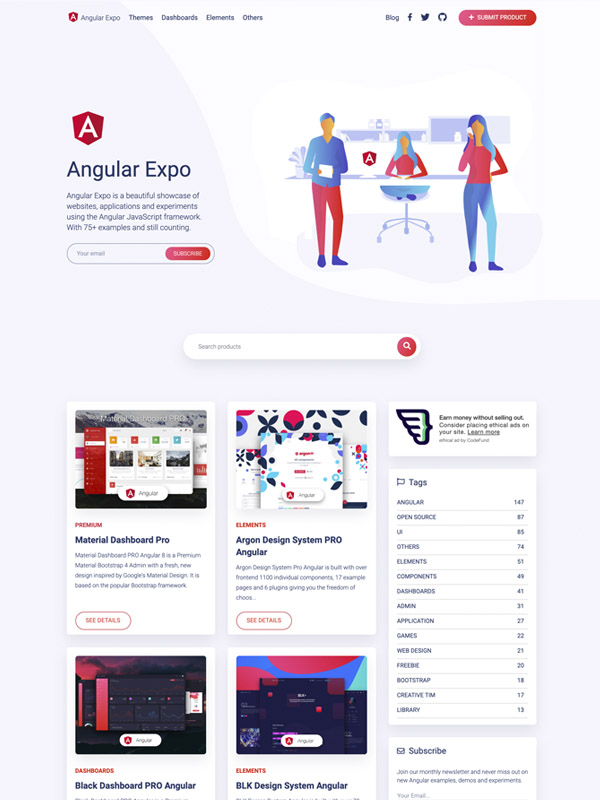 Angular Expo Themes Dashboards Elements Others Blog SUBMIT PRODUCT
Angular Expo
Angular Expo is a beautiful showcase of
websites, applications and experiments
using the Angular JavaScript framework.
With 75+ examples and still counting.
Your email SUBSCRIBE
Search products
Material Dashboard PRO
Angular
PREMIUM
Material Dashboard Pro
Material Dashboard PRO Angular 8 is a Premium
Material Bootstrap 4 Admin with a fresh, new
design inspired by Google's Material Design. It is
based on the popular Bootstrap framework.
SEE DETAILS
Angular
ELEMENTS
Argon Design System PRO
Angular
Argon Design System Pro Angular is built with over
frontend 1100 individual components, 17 example
pages and 6 plugins giving you the freedom of
choos...
SEE DETAILS
Earn money without selling out.
Consider placing ethical ads on
your site. Learn more
ethical ad by CodeFund
Tags
ANGULAR 147
OPEN SOURCE 87
UI 85
OTHERS 74
ELEMENTS 51
COMPONENTS 49
DASHBOARDS 41
ADMIN 31
APPLICATION 27
GAMES 22
WEB DESIGN 21
FREEBIE 20
BOOTSTRAP 18
CREATIVE TIM 17
LIBRARY 13
Angular
DASHBOARDS
Black Dashboard PRO Angular
BLK•
Angular
ELEMENTS
BLK Design System Angular
Subscribe
Join our monthly newsletter and never miss out on
new Angular examples, demos and experiments.
Your Email...